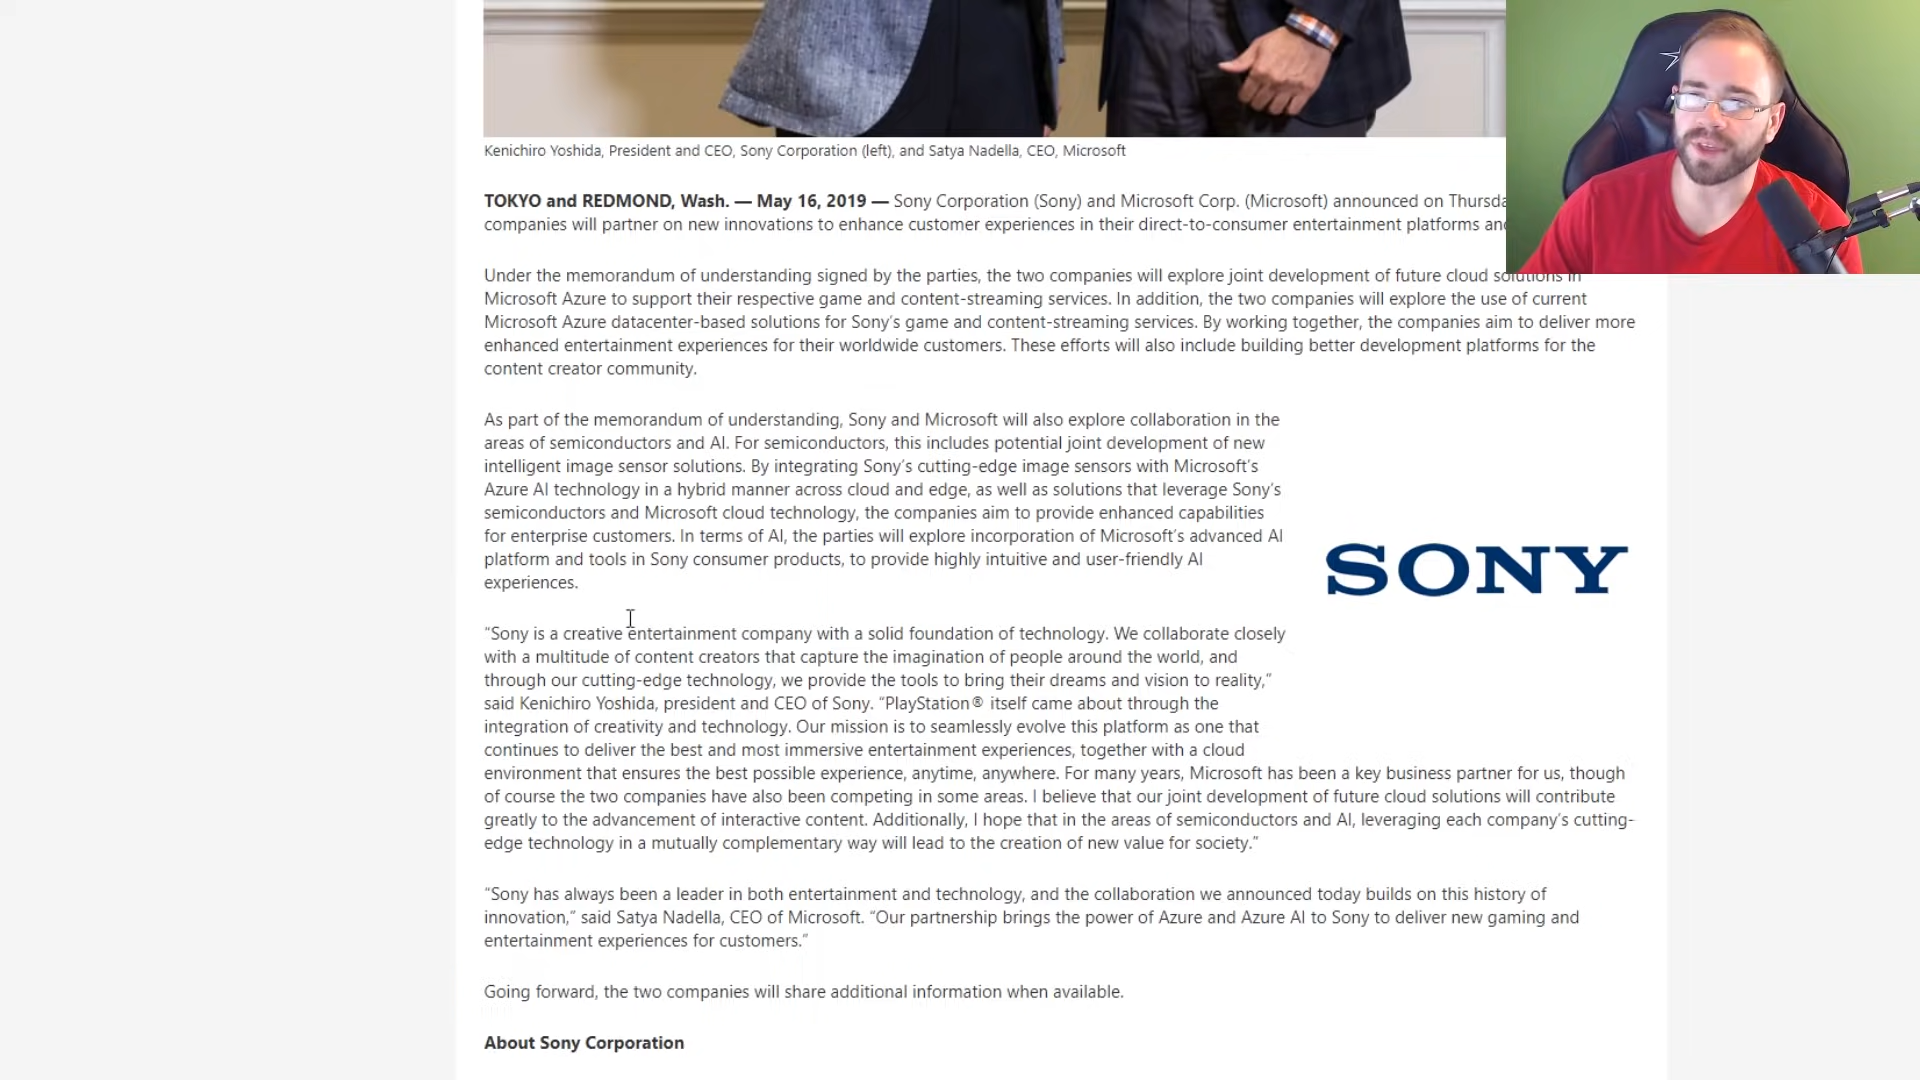 Kenichiro Yoshida, President and CEO, Sony Corporation (left), and Satya Nadella, CEO, Microsoft
TOKYO and REDMOND, Wash. — May 16, 2019 — Sony Corporation (Sony) and Microsoft Corp. (Microsoft) announced on
companies will partner on new innovations to enhance customer experiences in their direct-to-consumer entertainment platforms
Under the memorandum of understanding signed by the parties, the two companies will explore joint development of future cloud solutions in
Microsoft Azure to support their respective game and content-streaming services. In addition, the two companies will explore the use of current
Microsoft Azure datacenter-based solutions for Sony’s game and content-streaming services. By working together, the companies aim to deliver more
enhanced entertainment experiences for their worldwide customers. These efforts will also include building better development platforms for the
content creator community.
As part of the memorandum of understanding, Sony and Microsoft will also explore collaboration in the
areas of semiconductors and AI. For semiconductors, this includes potential joint development of new
intelligent image sensor solutions. By integrating Sony’s cutting-edge image sensors with Microsoft’s
Azure AI technology in a hybrid manner across cloud and edge, as well as solutions that leverage Sony’s
semiconductors and Microsoft cloud technology, the companies aim to provide enhanced capabilities
for enterprise customers. In terms of AI, the parties will explore incorporation of Microsoft’s advanced AI
platform and tools in Sony consumer products, to provide highly intuitive and user-friendly AI
experiences.
SONY
“Sony is a creative entertainment company with a solid foundation of technology. We collaborate closely
with a multitude of content creators that capture the imagination of people around the world, and
through our cutting-edge technology, we provide the tools to bring their dreams and vision to reality,”
said Kenichiro Yoshida, president and CEO of Sony. “PlayStation® itself came about through the
integration of creativity and technology. Our mission is to seamlessly evolve this platform as one that
continues to deliver the best and most immersive entertainment experiences, together with a cloud
environment that ensures the best possible experience, anytime, anywhere. For many years, Microsoft has been a key business partner for us, though
of course the two companies have also been competing in some areas. I believe that our joint development of future cloud solutions will contribute
greatly to the advancement of interactive content. Additionally, I hope that in the areas of semiconductors and AI, leveraging each company’s cutting-
edge technology in a mutually complementary way will lead to the creation of new value for society.”
“Sony has always been a leader in both entertainment and technology, and the collaboration we announced today builds on this history of
innovation,” said Satya Nadella, CEO of Microsoft. “Our partnership brings the power of Azure and Azure AI to Sony to deliver new gaming and
entertainment experiences for customers.”
Going forward, the two companies will share additional information when available.
About Sony Corporation